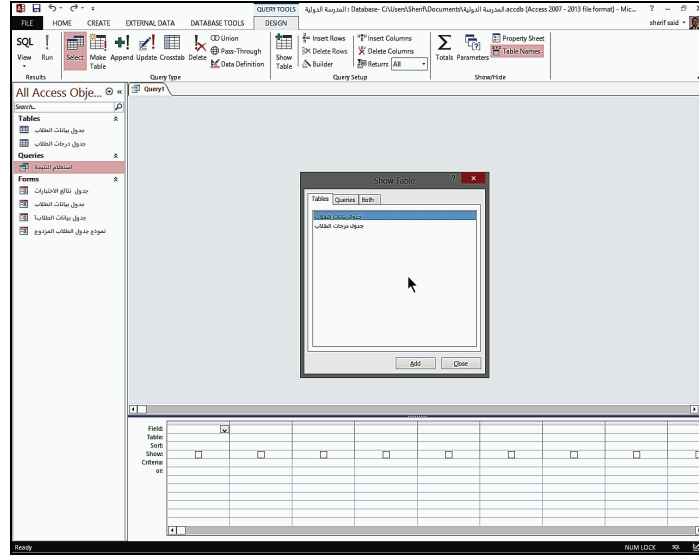 QUERY TOOLS
المدرسة الدولية : Database- C:\Users\Sherif\Documents\المدرسة الدولية.accdb (Access 2007 - 2013 file format) - Mic...
FILE HOME CREATE EXTERNAL DATA DATABASE TOOLS DESIGN sherif said
SQL View
Run
Select
Make Table
Append
Update
Crosstab
Delete
Union
Pass-Through
Data Definition
Show Table
Insert Rows
Delete Rows
Builder
Insert Columns
Delete Columns
Return: All
Totals
Parameters
Property Sheet
Table Names
Results Query Type Query Setup Show/Hide
All Access Obje...
Search...
Tables
جدول بيانات الطلاب
جدول درجات الطلاب
Queries
استعلام النتيجة
Forms
جدول نتائج الاختبارات
جدول بيانات الطلاب
جدول بيانات الطلاب1
نموذج جدول الطلاب المزدوج
Query1
Show Table
Tables Queries Both
جدول بيانات الطلاب
جدول درجات الطلاب
Add Close
Field:
Table:
Sort:
Show:
Criteria:
or:
Ready NUM LOCK SQL